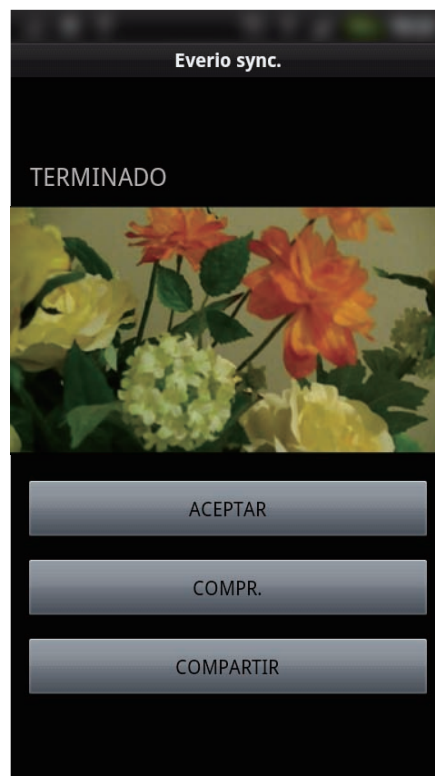 Everio sync.
TERMINADO
ACEPTAR
COMPR.
COMPARTIR